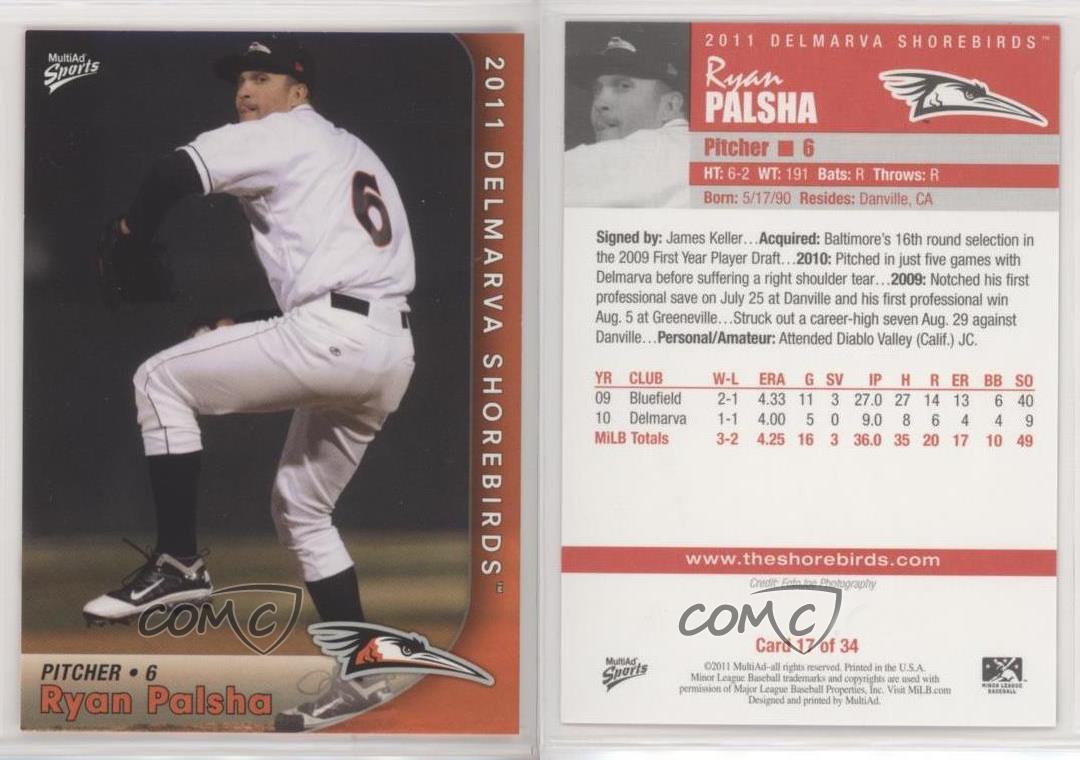 MultiAd
Sports
6
2011 DELMARVA SHOREBIRDS™
COMC
PITCHER • 6
Ryan Palsha
2011 DELMARVA SHOREBIRDS™
Ryan
PALSHA
Pitcher ■ 6
HT: 6-2 WT: 191 Bats: R Throws: R
Born: 5/17/90 Resides: Danville, CA
Signed by: James Keller...Acquired: Baltimore's 16th round selection in
the 2009 First Year Player Draft...2010: Pitched in just five games with
Delmarva before suffering a right shoulder tear...2009: Notched his first
professional save on July 25 at Danville and his first professional win
Aug. 5 at Greeneville...Struck out a career-high seven Aug. 29 against
Danville...Personal/Amateur: Attended Diablo Valley (Calif.) JC.
YR CLUB W-L ERA G SV IP H R ER BB SO
09 Bluefield 2-1 4.33 11 3 27.0 27 14 13 6 40
10 Delmarva 1-1 4.00 5 0 9.0 8 6 4 4 9
MiLB Totals 3-2 4.25 16 3 36.0 35 20 17 10 49
www.theshorebirds.com
Credit: FotoJoe Photography
COMC
Card 17 of 34
MultiAd
Sports
©2011 MultiAd-all rights reserved. Printed in the U.S.A.
Minor League Baseball trademarks and copyrights are used with
permission of Major League Baseball Properties, Inc. Visit MiLB.com
Designed and printed by MultiAd.
MINOR LEAGUE
BASEBALL